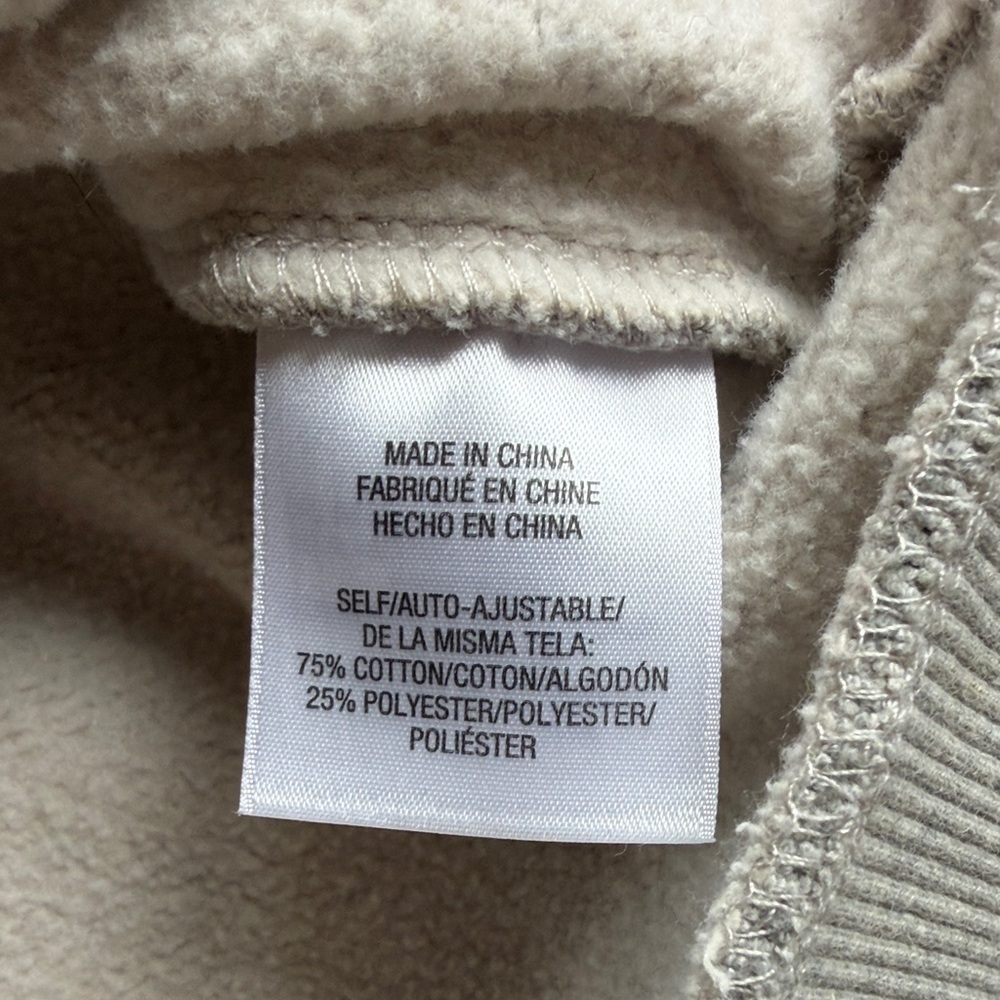 MADE IN CHINA
FABRIQUÉ EN CHINE
HECHO EN CHINA
SELF/AUTO-AJUSTABLE/
DE LA MISMA TELA:
75% COTTON/COTON/ALGODÓN
25% POLYESTER/POLYESTER/
POLIÉSTER